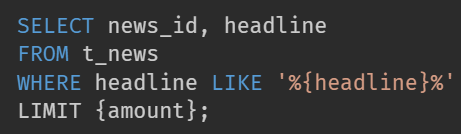 SELECT news_id, headline
FROM t_news
WHERE headline LIKE '%{headline}%'
LIMIT {amount};